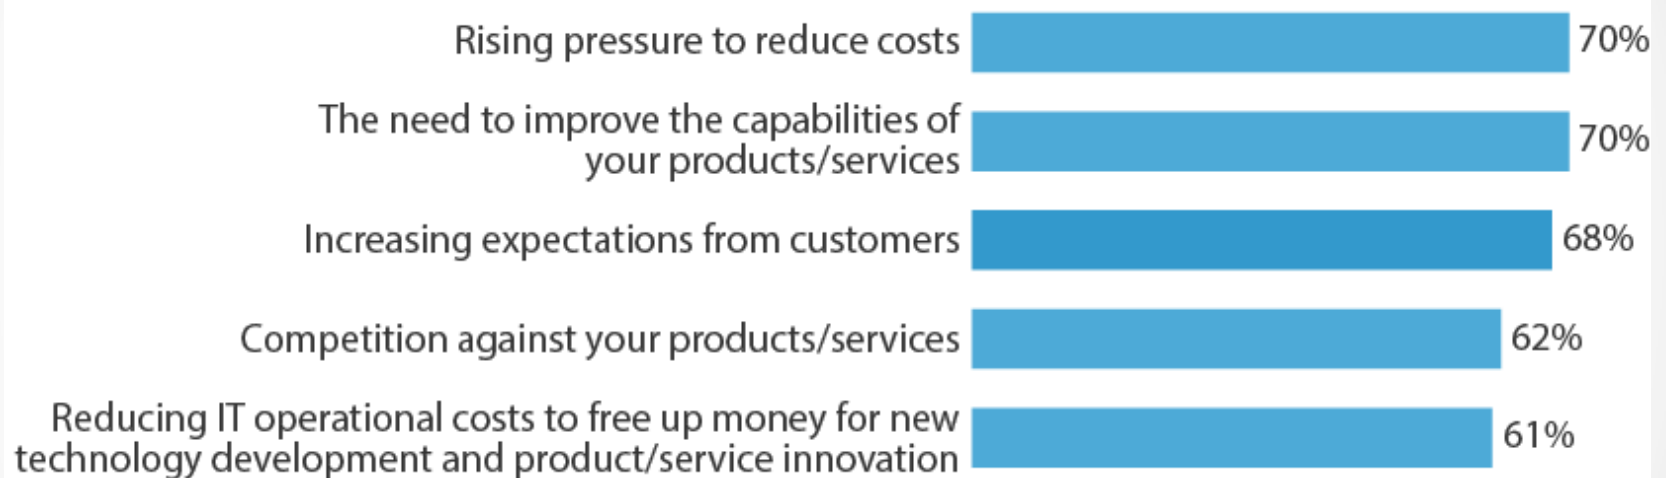 Rising pressure to reduce costs 70%
The need to improve the capabilities of
your products/services 70%
Increasing expectations from customers 68%
Competition against your products/services 62%
Reducing IT operational costs to free up money for new
technology development and product/service innovation 61%